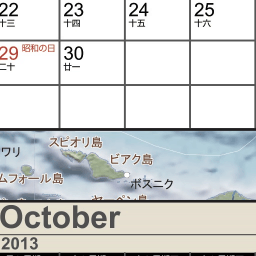 22 23 24 25
十三 十四 十五 十六
29 昭和の日 30
二十 廿一
スピオリ島
ワリ ビアク島
ムフォール島 ボスニク
October
2013